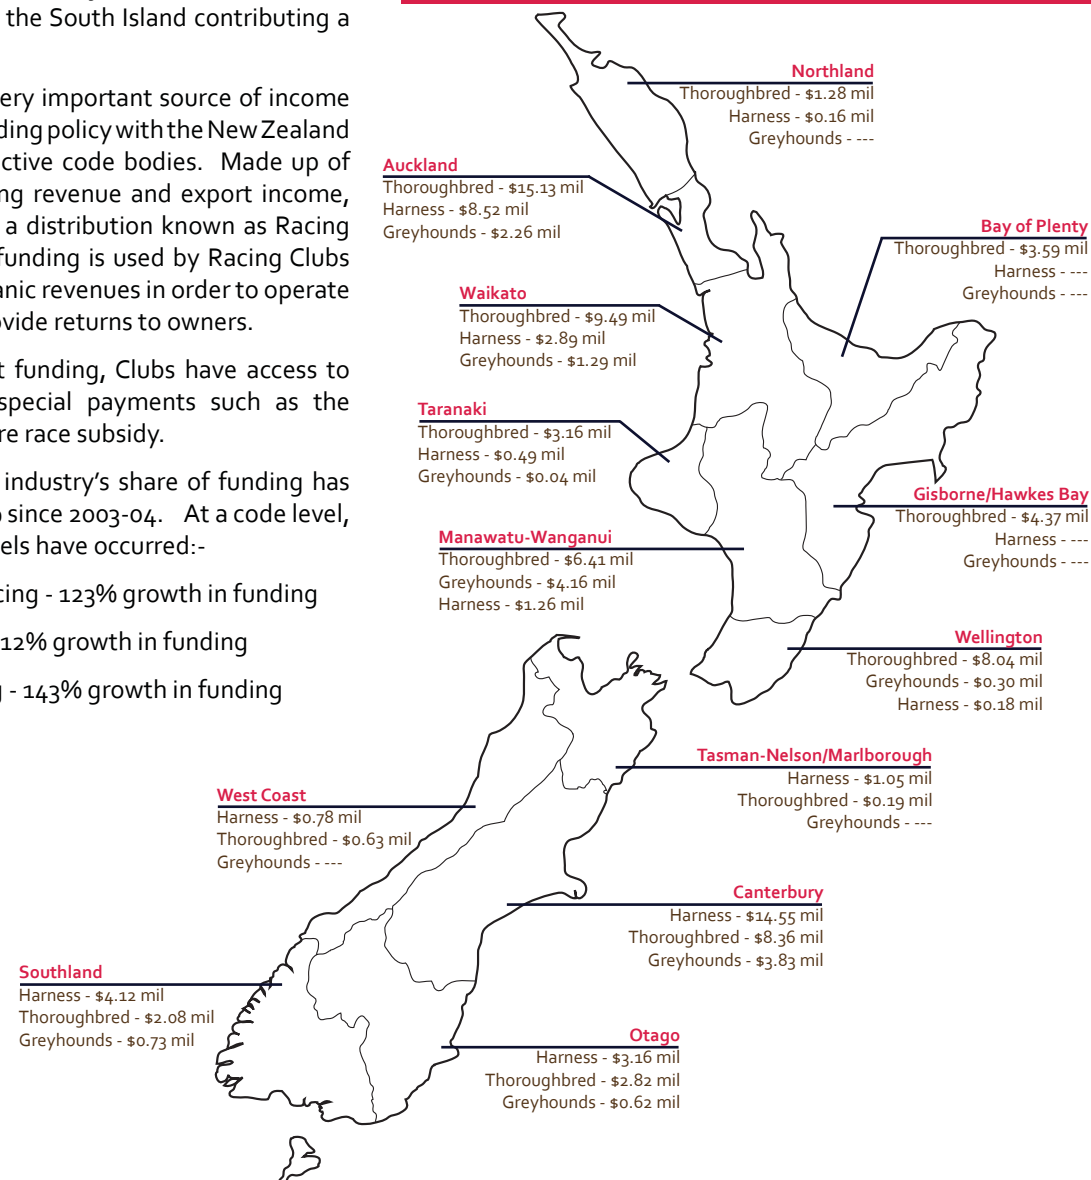 the South Island contributing a
ery important source of income
ding policy with the New Zealand
ctive code bodies. Made up of
ng revenue and export income,
a distribution known as Racing
funding is used by Racing Clubs
anic revenues in order to operate
ovide returns to owners.
t funding, Clubs have access to
special payments such as the
re race subsidy.
industry's share of funding has
since 2003-04. At a code level,
els have occurred:-
cing - 123% growth in funding
12% growth in funding
g - 143% growth in funding
Northland
Thoroughbred - $1.28 mil
Harness - $0.16 mil
Greyhounds - ---
Auckland
Thoroughbred - $15.13 mil
Harness - $8.52 mil
Greyhounds - $2.26 mil
Bay of Plenty
Thoroughbred - $3.59 mil
Harness - ---
Greyhounds - ---
Waikato
Thoroughbred - $9.49 mil
Harness - $2.89 mil
Greyhounds - $1.29 mil
Taranaki
Thoroughbred - $3.16 mil
Harness - $0.49 mil
Greyhounds - $0.04 mil
Gisborne/Hawkes Bay
Thoroughbred - $4.37 mil
Harness - ---
Greyhounds - ---
Manawatu-Wanganui
Thoroughbred - $6.41 mil
Greyhounds - $4.16 mil
Harness - $1.26 mil
Wellington
Thoroughbred - $8.04 mil
Greyhounds - $0.30 mil
Harness - $0.18 mil
Tasman-Nelson/Marlborough
Harness - $1.05 mil
Thoroughbred - $0.19 mil
Greyhounds - ---
West Coast
Harness - $0.78 mil
Thoroughbred - $0.63 mil
Greyhounds - ---
Canterbury
Harness - $14.55 mil
Thoroughbred - $8.36 mil
Greyhounds - $3.83 mil
Southland
Harness - $4.12 mil
Thoroughbred - $2.08 mil
Greyhounds - $0.73 mil
Otago
Harness - $3.16 mil
Thoroughbred - $2.82 mil
Greyhounds - $0.62 mil